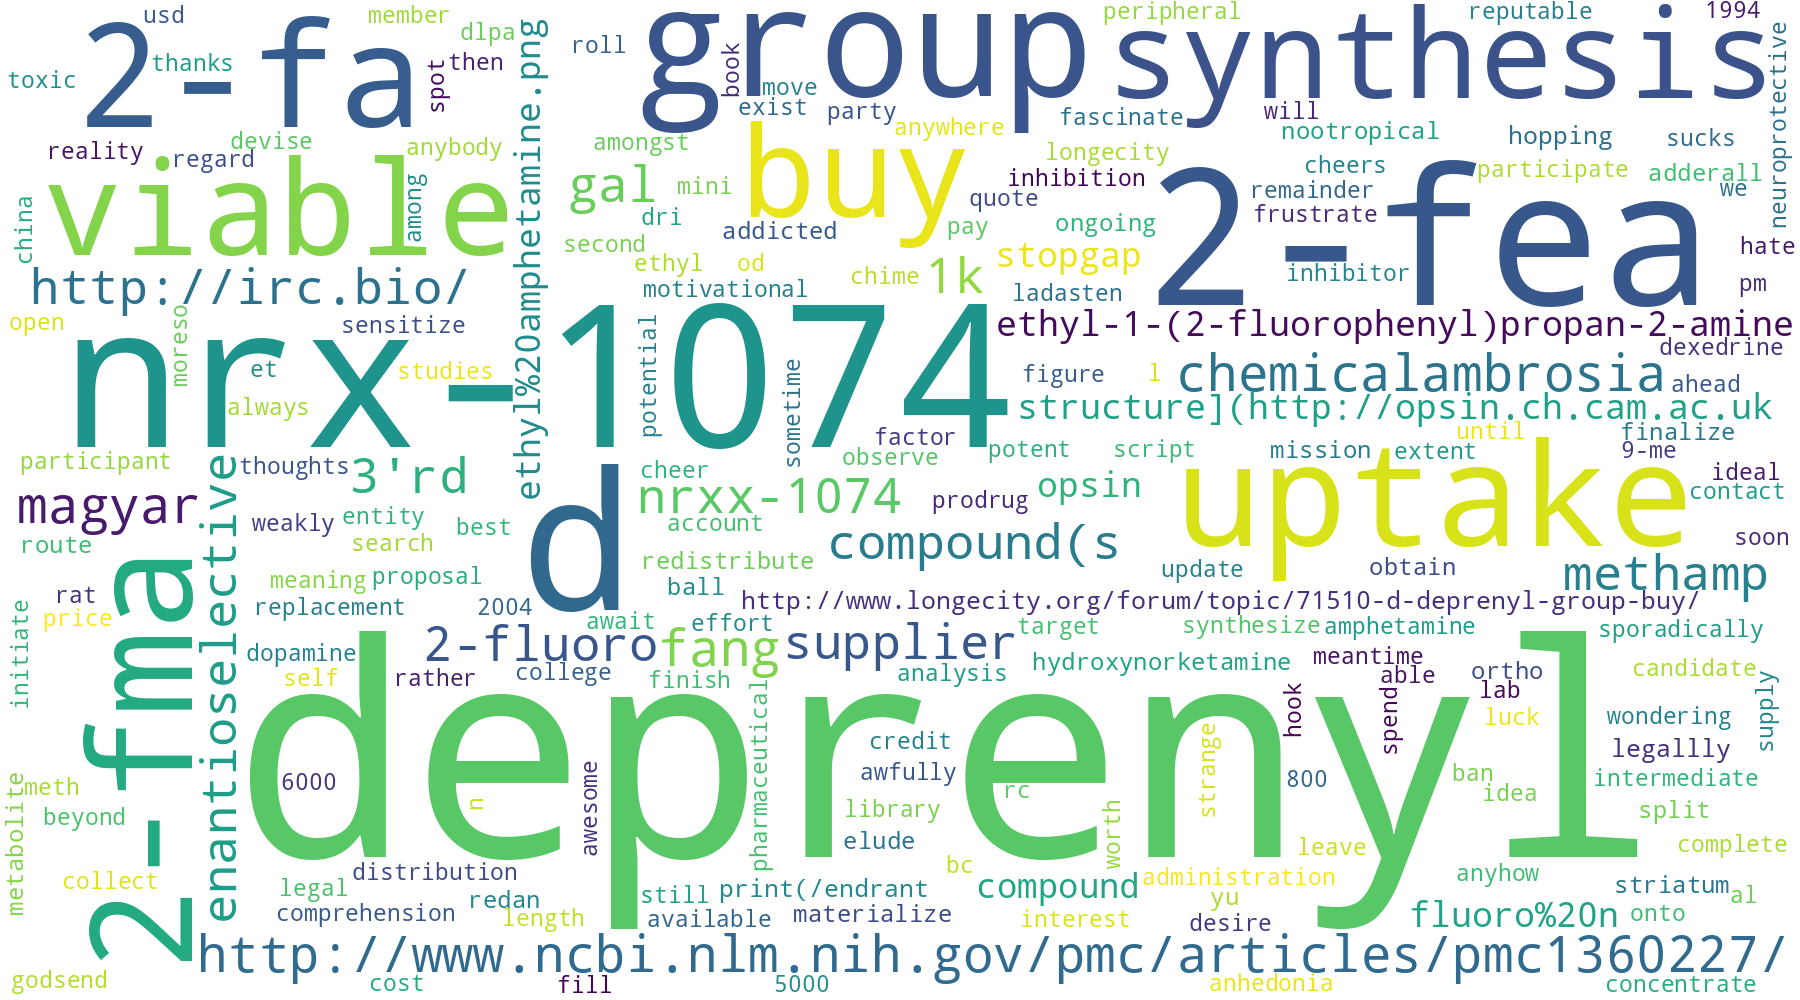 usd
member
peripheral
reputable
1994
2-fa
group
synthesis
dlpa
roll
toxic
thanks
spot
then
ethyl%20amphetamine.png
book
move
exist
party
fascinate
will
neuroprotective
reality
devise
regard
anybody
amongst
buy
anywhere
longecity
nootropical
hopping
sucks
cheers
participate
adderall
viable
among
china
gal
mini
dri
second
addicted
quote
inhibition
pay
ongoing
remainder
frustrate
2-fea
we
hate
http://irc.bio/
ethyl
od
motivational
chime
1k
stopgap
ladasten
inhibitor
pm
open
moreso
sensitize
nrx-1074
ethyl-1-(2-fluorophenyl)propan-2-amine
dexedrine
et
studies
always
potential
sometime
figure
l
chemicalambrosia
ahead
structure](http://opsin.ch.cam.ac.uk
factor
observe
potent
script
mission
extent
until
finalize
9-me
ideal
participant
thoughts
3'rd
cheer
nrxx-1074
prodrug
opsin
uptake
contact
magyar
enantioselective
weakly
entity
best
search
d
account
compound(s
soon
route
meaning
proposal
redistribute
ball
update
obtain
methamp
rat
price
replacement
2004
await
effort
http://www.longecity.org/forum/topic/71510-d-deprenyl-group-buy/
initiate
2-fma
dopamine
2-fluoro
fang
supplier
target
synthesize
amphetamine
sporadically
self
rather
college
finish
analysis
hydroxynorketamine
meantime
able
ortho
candidate
deprenyl
pharmaceutical
hook
spend
lab
luck
wondering
supply
legallly
metabolite
meth
beyond
6000
n
awesome
credit
awfully
library
elude
rc
worth
strange
800
ban
idea
intermediate
split
complete
collect
distribution
legal
comprehension
redan
length
still
available
print(/endrant
materialize
bc
compound
interest
administration
yu
desire
leave
anyhow
fluoro%20n
striatum
onto
al
http://www.ncbi.nlm.nih.gov/pmc/articles/pmc1360227/
godsend
cost
fill
5000
anhedonia
concentrate